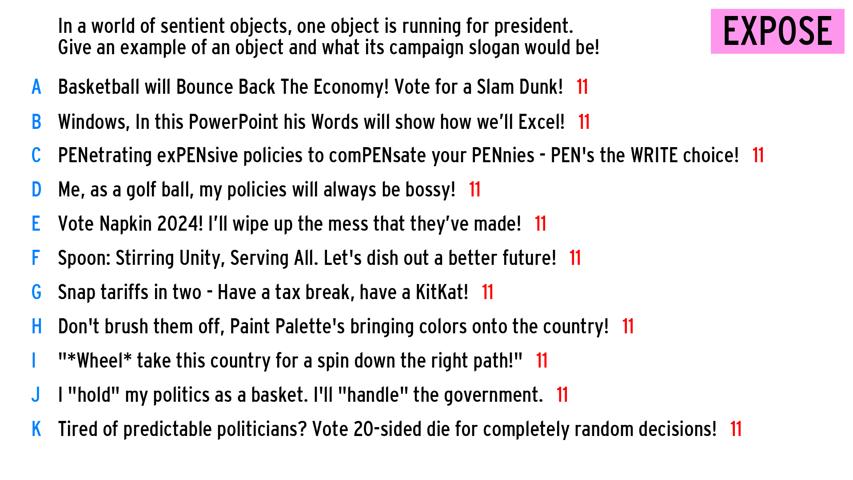 In a world of sentient objects, one object is running for president.
Give an example of an object and what its campaign slogan would be!
EXPOSE
A Basketball will Bounce Back The Economy! Vote for a Slam Dunk! 11
B Windows, In this PowerPoint his Words will show how we'll Excel! 11
C PENetrating exPENsive policies to comPENsate your PENnies - PEN's the WRITE choice! 11
D Me, as a golf ball, my policies will always be bossy! 11
E Vote Napkin 2024! I'll wipe up the mess that they've made! 11
F Spoon: Stirring Unity, Serving All. Let's dish out a better future! 11
G Snap tariffs in two - Have a tax break, have a KitKat! 11
H Don't brush them off, Paint Palette's bringing colors onto the country! 11
I "*Wheel* take this country for a spin down the right path!" 11
J I "hold" my politics as a basket. I'll "handle" the government. 11
K Tired of predictable politicians? Vote 20-sided die for completely random decisions! 11